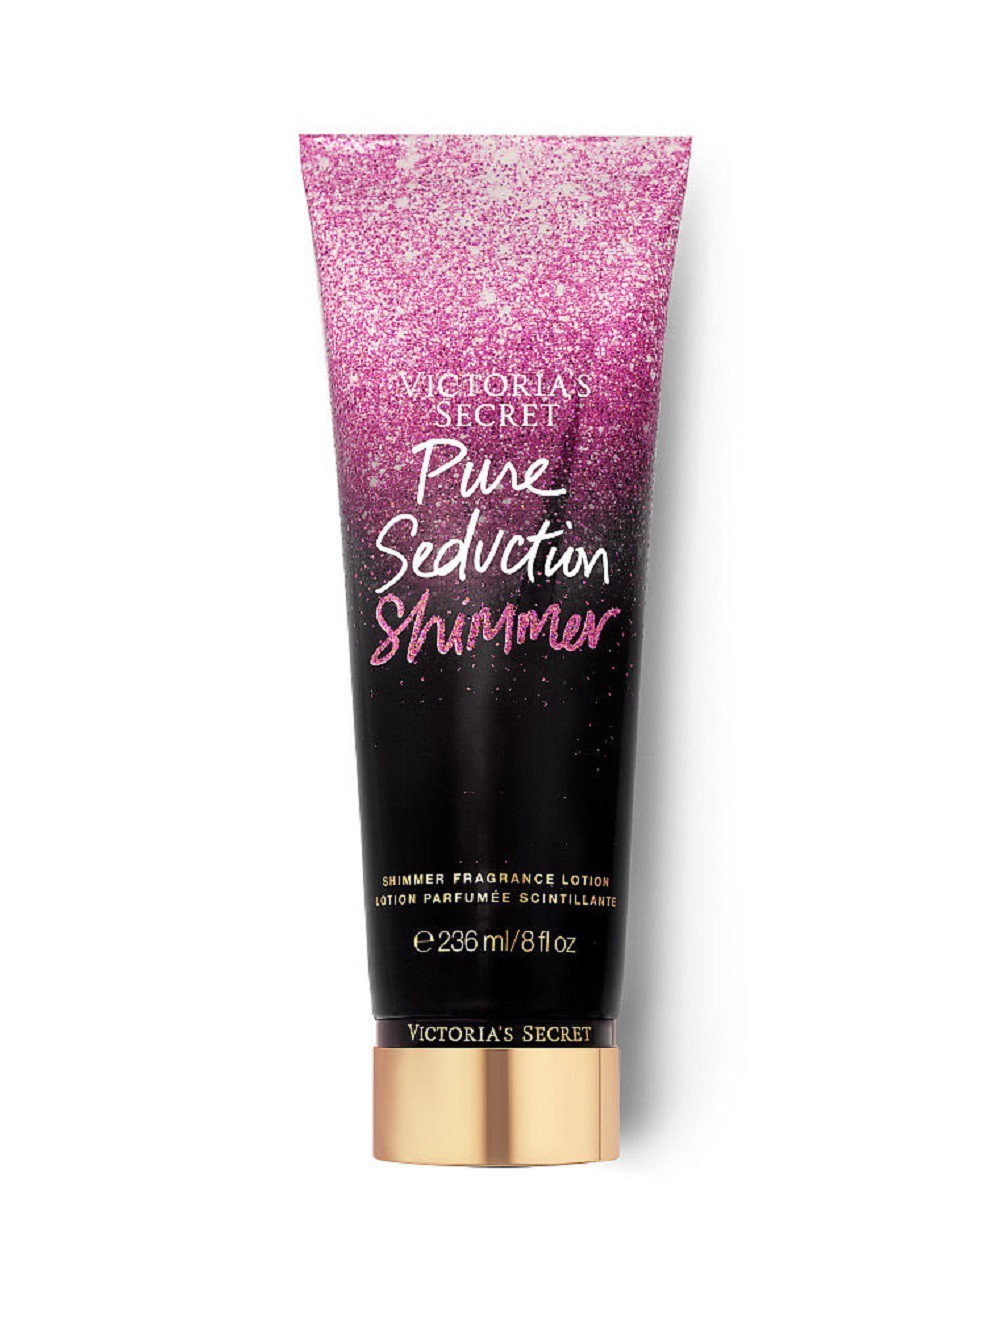 VICTORIA'S
SECRET
Pure
Seduction
Shimmer
SHIMMER FRAGRANCE LOTION
LOTION PARFUMÉE SCINTILLANTE
℮236 ml/8 fl oz
VICTORIA'S SECRET